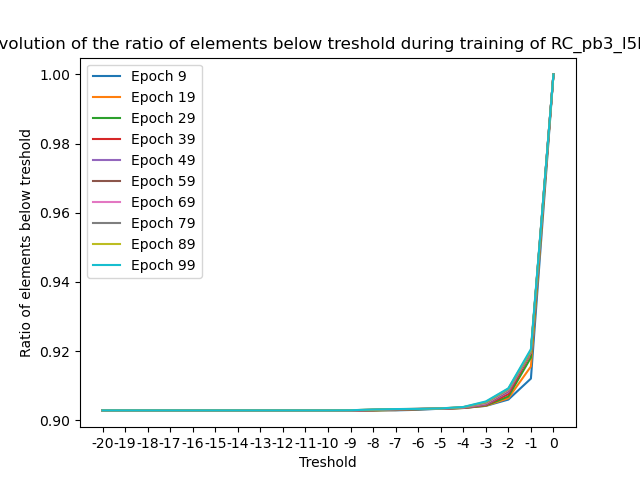 volution of the ratio of elements below treshold during training of RC_pb3_l5
1.00
0.98
0.96
0.94
0.92
0.90
Ratio of elements below treshold
Epoch 9
Epoch 19
Epoch 29
Epoch 39
Epoch 49
Epoch 59
Epoch 69
Epoch 79
Epoch 89
Epoch 99
-20 -19 -18 -17 -16 -15 -14 -13 -12 -11 -10 -9 -8 -7 -6 -5 -4 -3 -2 -1 0
Treshold